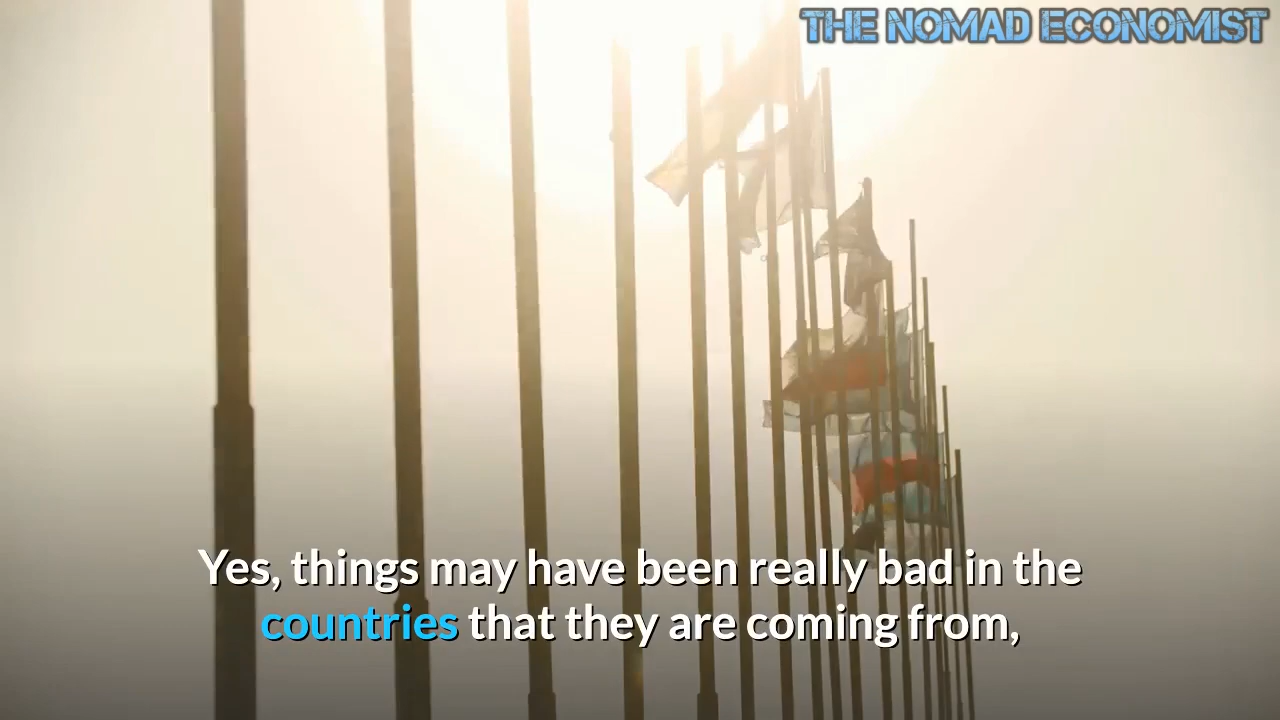 THE NOMAD ECONOMIST
Yes, things may have been really bad in the
countries that they are coming from,